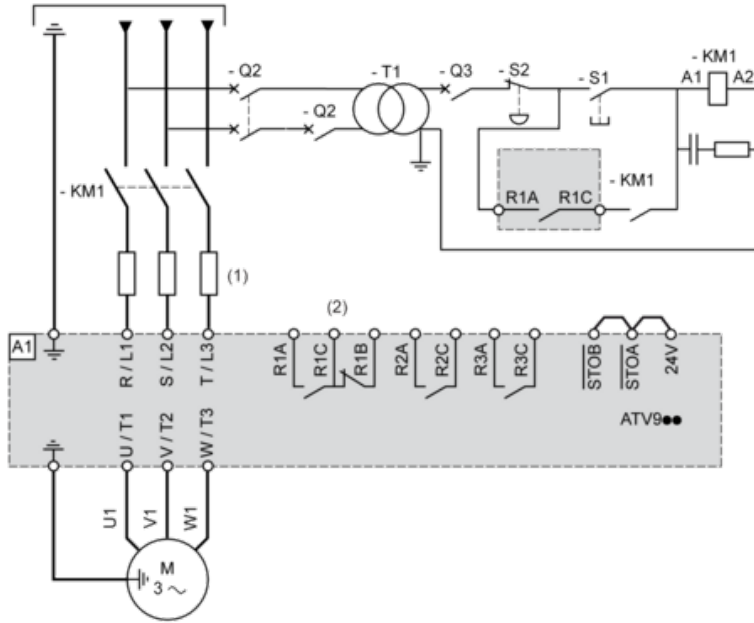 - Q2
- T1
- Q3
- S2
- S1
- KM1
A1 A2
- Q2
- KM1
R1A R1C
- KM1
(1)
(2)
A1
R / L1
S / L2
T / L3
R1A
R1C
R1B
R2A
R2C
R3A
R3C
STOB
STOA
24V
U / T1
V / T2
W / T3
ATV9●●
U1
V1
W1
M
3 ~